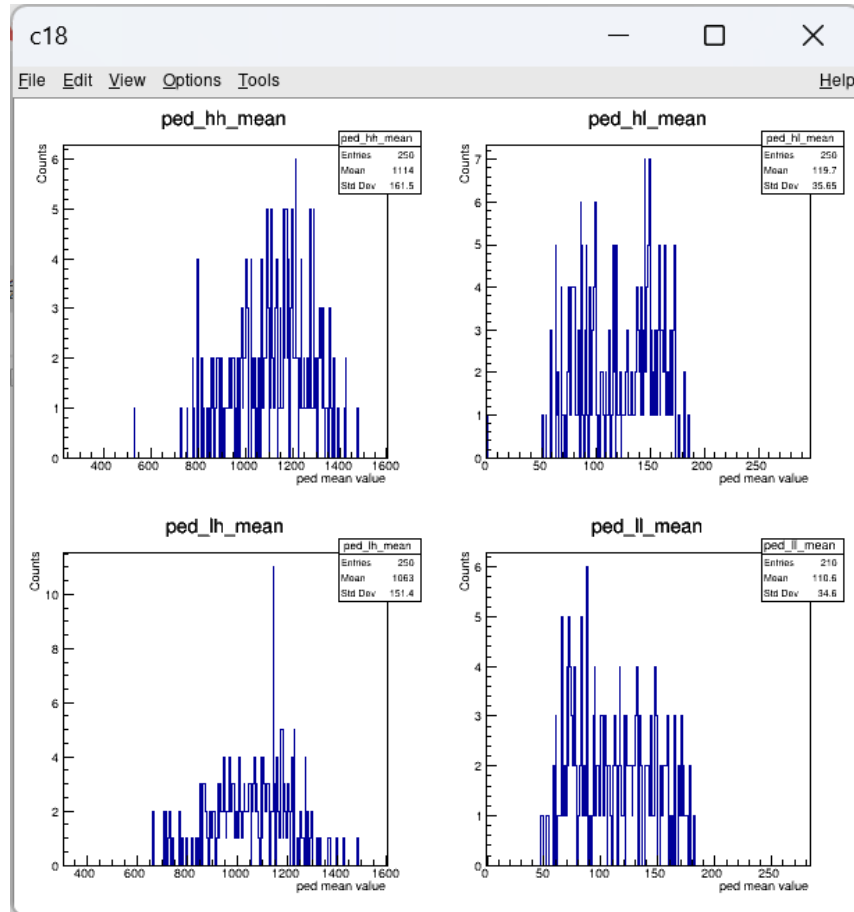 c18
File Edit View Options Tools Help
ped_hh_mean
ped_hh_mean
Entries 250
Mean 1114
Std Dev 161.5
Counts
6
5
4
3
2
1
0
400 600 800 1000 1200 1400 1600
ped mean value
ped_hl_mean
ped_hl_mean
Entries 250
Mean 119.7
Std Dev 35.65
Counts
7
6
5
4
3
2
1
0
0 50 100 150 200 250
ped mean value
ped_lh_mean
ped_lh_mean
Entries 250
Mean 1063
Std Dev 151.4
Counts
10
8
6
4
2
0
400 600 800 1000 1200 1400 1600
ped mean value
ped_ll_mean
ped_ll_mean
Entries 210
Mean 110.6
Std Dev 34.6
Counts
6
5
4
3
2
1
0
0 50 100 150 200 250
ped mean value